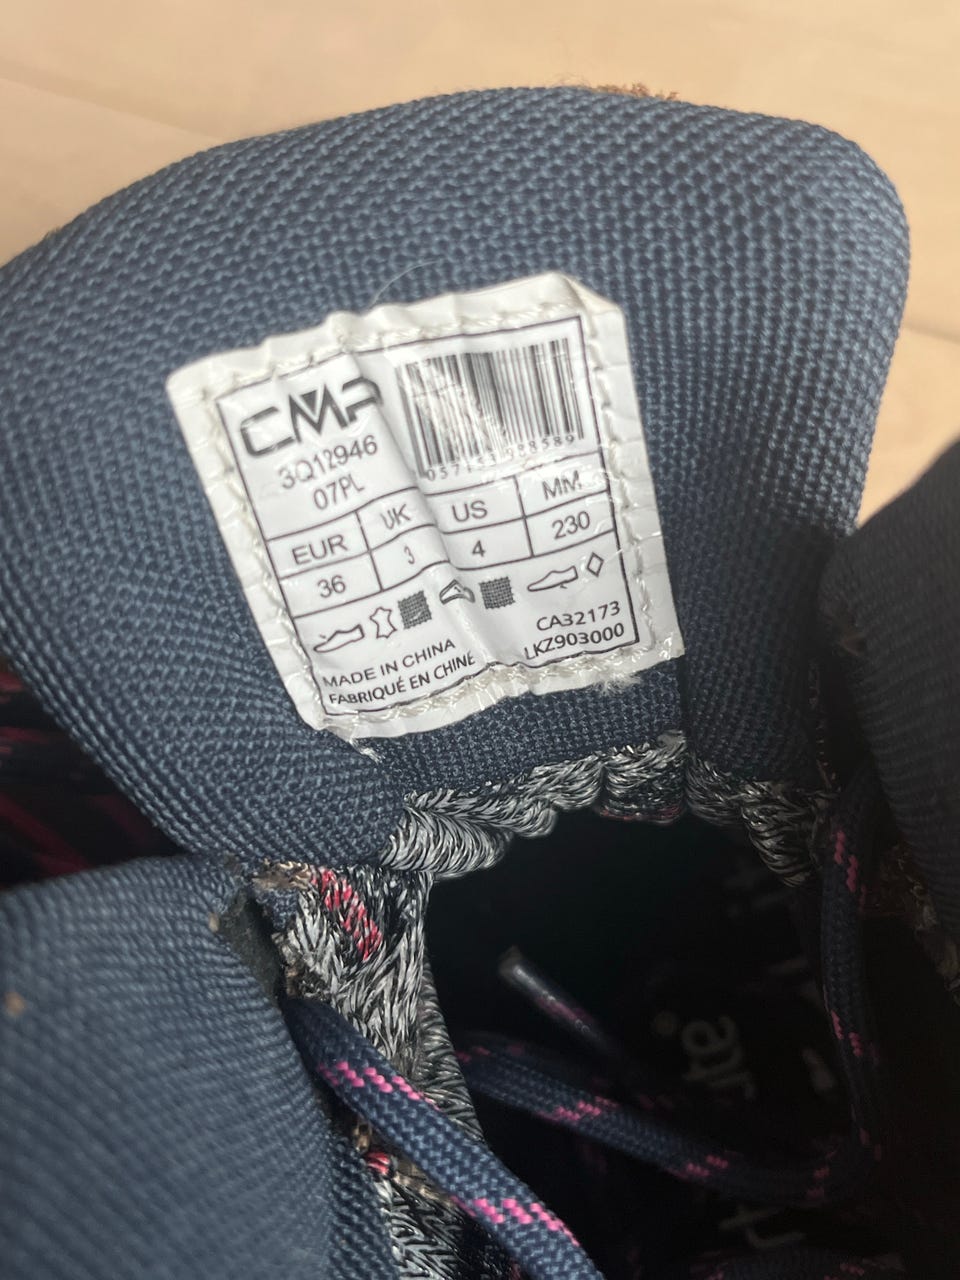 CMP
3Q12946
07PL
988589
EUR UK US MM
36 3 4 230
MADE IN CHINA
FABRIQUÉ EN CHINE
CA32173
LKZ903000